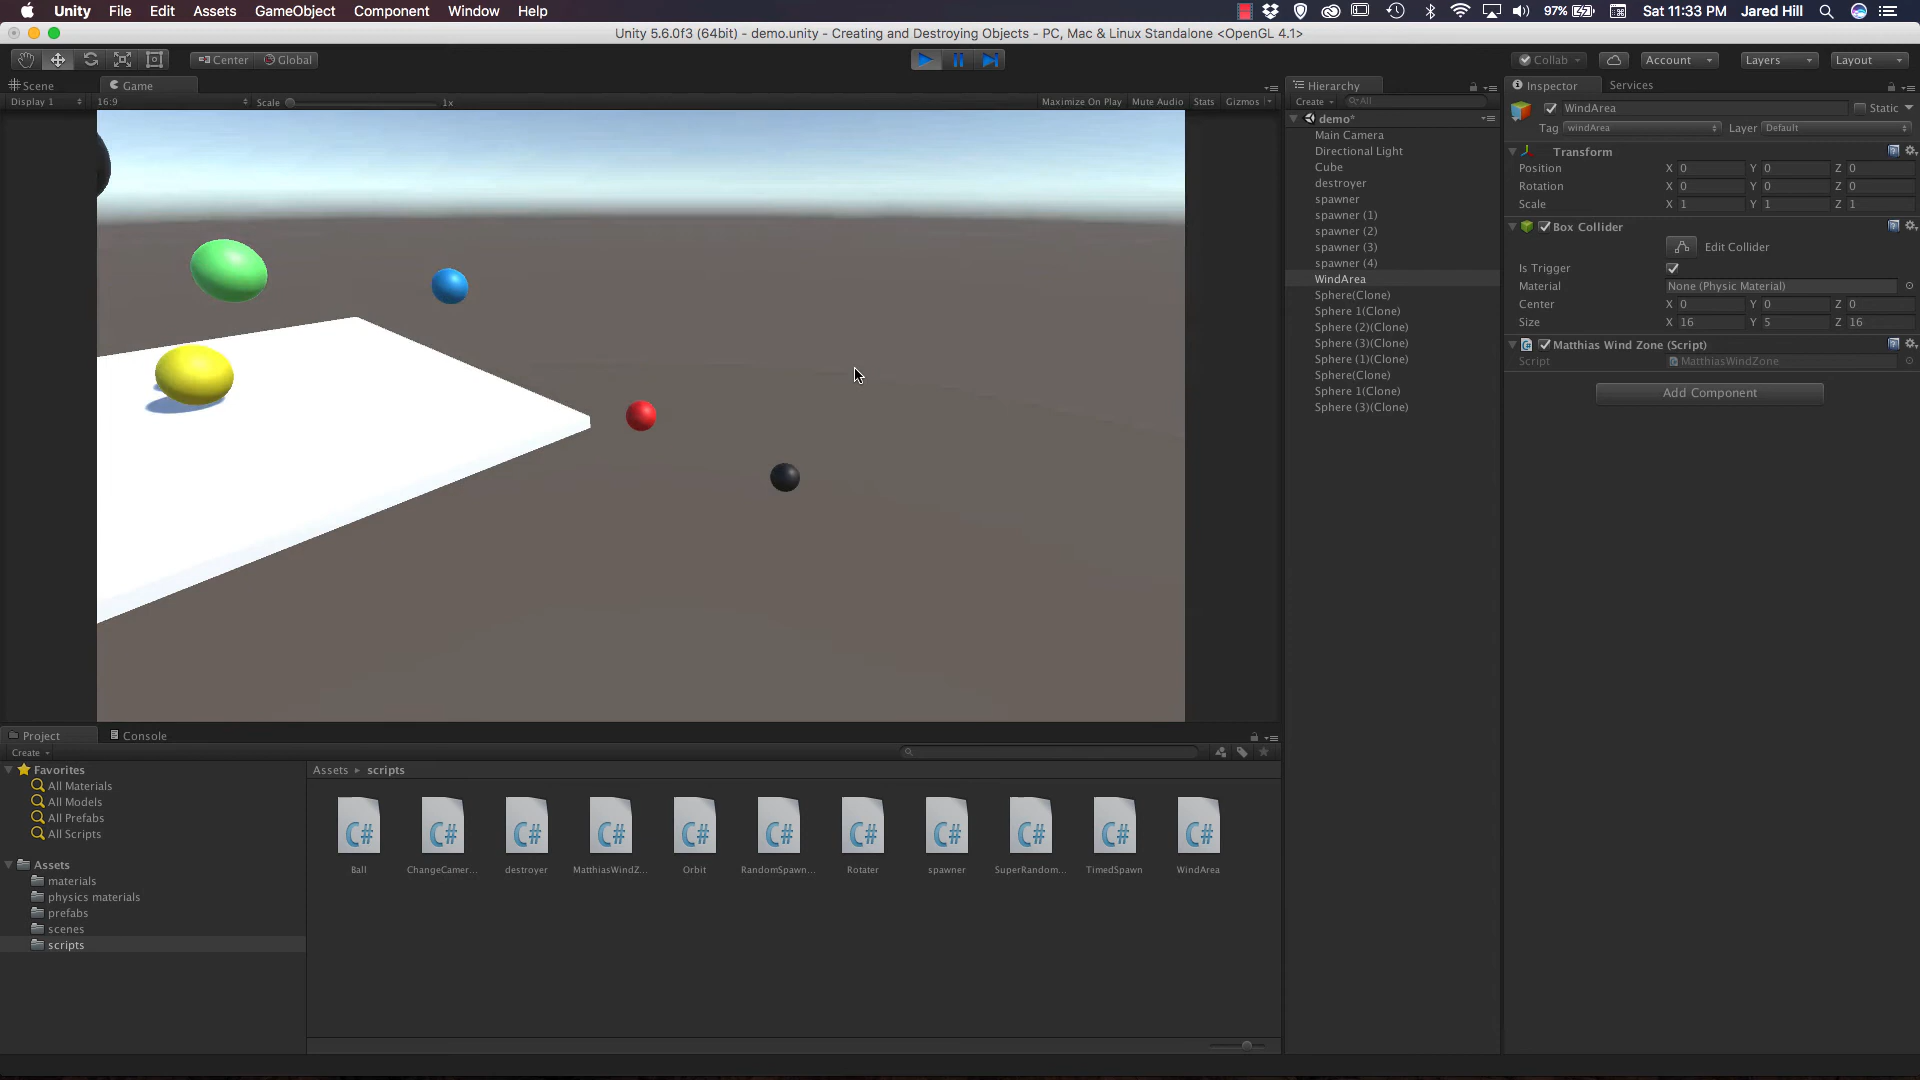 Unity File Edit Assets GameObject Component Window Help 97% Sat 11:33 PM Jared Hill
Unity 5.6.0f3 (64bit) - demo.unity - Creating and Destroying Objects - PC, Mac & Linux Standalone <OpenGL 4.1>
Center Global Collab Account Layers Layout
Scene Game
Display 1 16:9 Scale 1x Maximize On Play Mute Audio Stats Gizmos
Hierarchy
Create All
demo*
Main Camera
Directional Light
Cube
destroyer
spawner
spawner (1)
spawner (2)
spawner (3)
spawner (4)
WindArea
Sphere(Clone)
Sphere 1(Clone)
Sphere (2)(Clone)
Sphere (3)(Clone)
Sphere (1)(Clone)
Sphere(Clone)
Sphere 1(Clone)
Sphere (3)(Clone)
Inspector Services
WindArea Static
Tag windArea Layer Default
Transform
Position X 0 Y 0 Z 0
Rotation X 0 Y 0 Z 0
Scale X 1 Y 1 Z 1
Box Collider
Edit Collider
Is Trigger
Material None (Physic Material)
Center X 0 Y 0 Z 0
Size X 16 Y 5 Z 16
Matthias Wind Zone (Script)
Script MatthiasWindZone
Add Component
Project Console
Create
Favorites
All Materials
All Models
All Prefabs
All Scripts
Assets
materials
physics materials
prefabs
scenes
scripts
Assets scripts
C# C# C# C# C# C# C# C# C# C# C#
Ball ChangeCamer... destroyer MatthiasWindZ... Orbit RandomSpawn... Rotater spawner SuperRandom... TimedSpawn WindArea